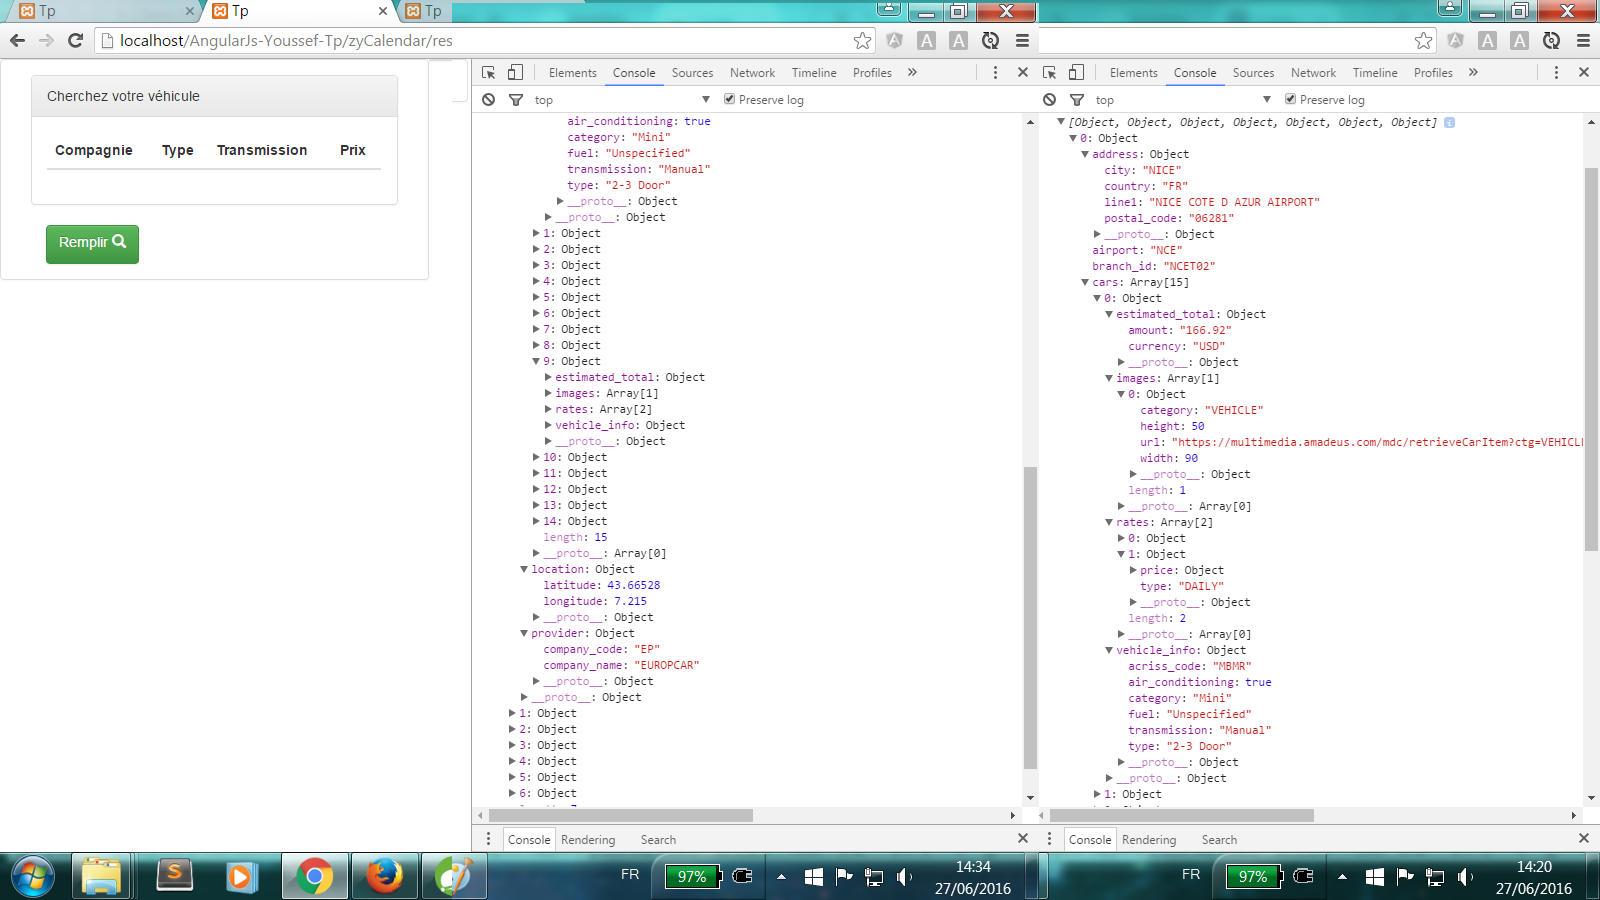 Tp
Tp
Tp
localhost/AngularJs-Youssef-Tp/zyCalendar/res
Cherchez votre véhicule
Compagnie Type Transmission Prix
Remplir
Elements Console Sources Network Timeline Profiles »
top Preserve log
air_conditioning: true
category: "Mini"
fuel: "Unspecified"
transmission: "Manual"
type: "2-3 Door"
__proto__: Object
__proto__: Object
1: Object
2: Object
3: Object
4: Object
5: Object
6: Object
7: Object
8: Object
9: Object
estimated_total: Object
images: Array[1]
rates: Array[2]
vehicle_info: Object
__proto__: Object
10: Object
11: Object
12: Object
13: Object
14: Object
length: 15
__proto__: Array[0]
location: Object
latitude: 43.66528
longitude: 7.215
__proto__: Object
provider: Object
company_code: "EP"
company_name: "EUROPCAR"
__proto__: Object
__proto__: Object
1: Object
2: Object
3: Object
4: Object
5: Object
6: Object
Console Rendering Search
Elements Console Sources Network Timeline Profiles »
top Preserve log
[Object, Object, Object, Object, Object, Object, Object]
0: Object
address: Object
city: "NICE"
country: "FR"
line1: "NICE COTE D AZUR AIRPORT"
postal_code: "06281"
__proto__: Object
airport: "NCE"
branch_id: "NCET02"
cars: Array[15]
0: Object
estimated_total: Object
amount: "166.92"
currency: "USD"
__proto__: Object
images: Array[1]
0: Object
category: "VEHICLE"
height: 50
url: "https://multimedia.amadeus.com/mdc/retrieveCarItem?ctg=VEHICLE
width: 90
__proto__: Object
length: 1
__proto__: Array[0]
rates: Array[2]
0: Object
1: Object
price: Object
type: "DAILY"
__proto__: Object
length: 2
__proto__: Array[0]
vehicle_info: Object
acriss_code: "MBMR"
air_conditioning: true
category: "Mini"
fuel: "Unspecified"
transmission: "Manual"
type: "2-3 Door"
__proto__: Object
__proto__: Object
1: Object
Console Rendering Search
FR 97% 14:34
27/06/2016
FR 97% 14:20
27/06/2016